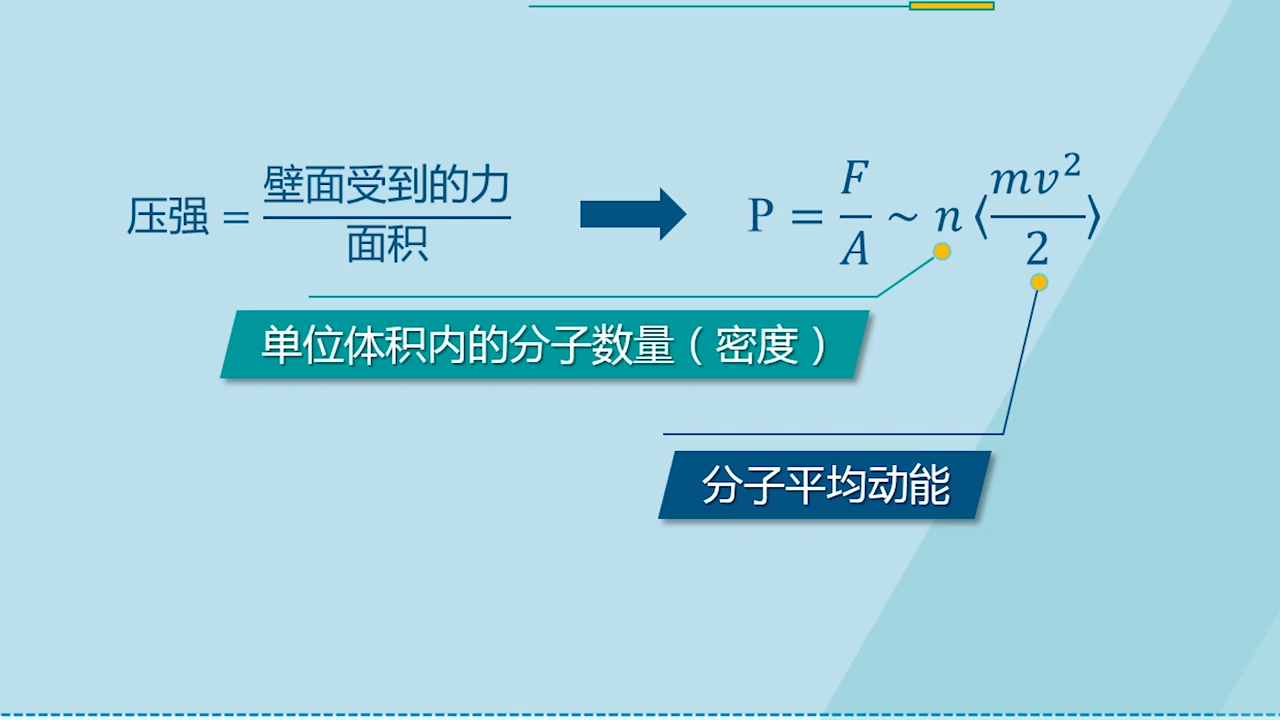 压强 = 壁面受到的力/面积
P = F/A ~ n⟨mv²/2⟩
单位体积内的分子数量（密度）
分子平均动能